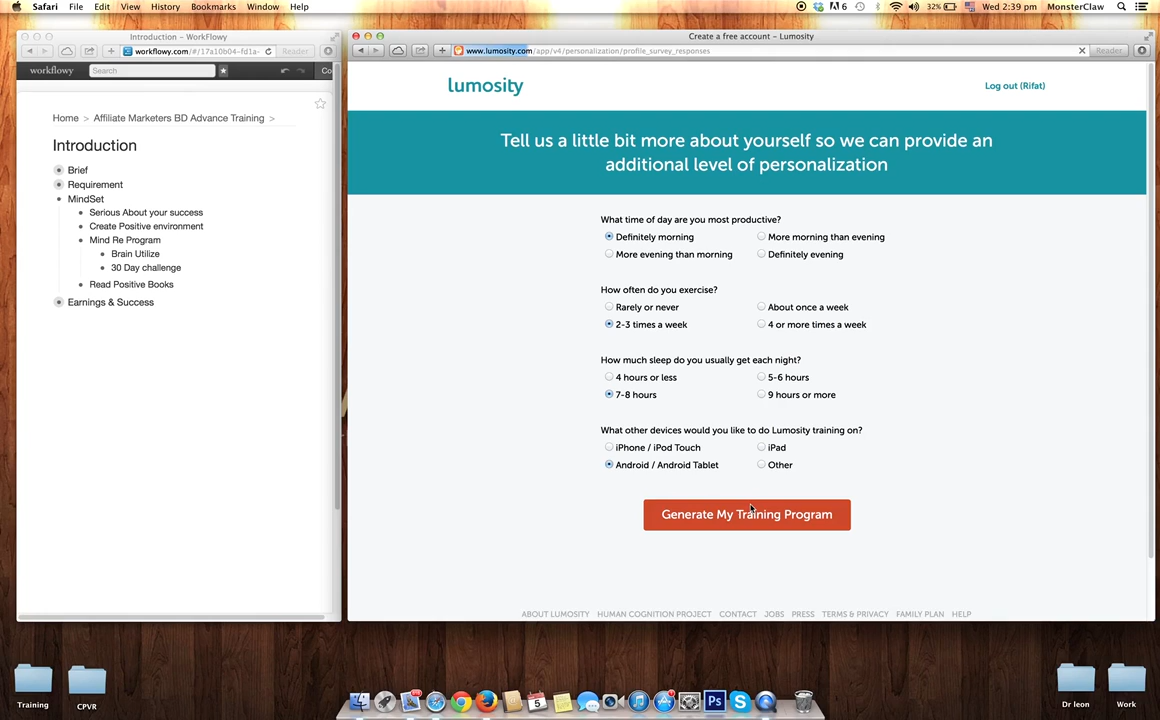 Safari File Edit View History Bookmarks Window Help
6 32% Wed 2:39 pm MonsterClaw
Introduction – WorkFlowy
workflowy.com/#/17a10b04-fd1a-
Reader
workflowy Search Co
Home > Affiliate Marketers BD Advance Training >
Introduction
Brief
Requirement
MindSet
Serious About your success
Create Positive environment
Mind Re Program
Brain Utilize
30 Day challenge
Read Positive Books
Earnings & Success
Create a free account – Lumosity
www.lumosity.com/app/v4/personalization/profile_survey_responses
Reader
lumosity
Log out (Rifat)
Tell us a little bit more about yourself so we can provide an
additional level of personalization
What time of day are you most productive?
Definitely morning More morning than evening
More evening than morning Definitely evening
How often do you exercise?
Rarely or never About once a week
2-3 times a week 4 or more times a week
How much sleep do you usually get each night?
4 hours or less 5-6 hours
7-8 hours 9 hours or more
What other devices would you like to do Lumosity training on?
iPhone / iPod Touch iPad
Android / Android Tablet Other
Generate My Training Program
ABOUT LUMOSITY HUMAN COGNITION PROJECT CONTACT JOBS PRESS TERMS & PRIVACY FAMILY PLAN HELP
Training CPVR 5 Ps Dr leon Work